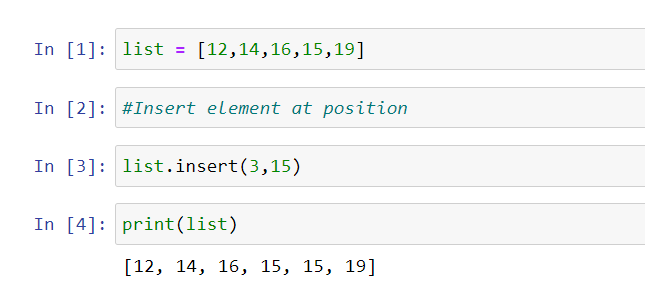 In [1]: list = [12,14,16,15,19]
In [2]: #Insert element at position
In [3]: list.insert(3,15)
In [4]: print(list)
[12, 14, 16, 15, 15, 19]